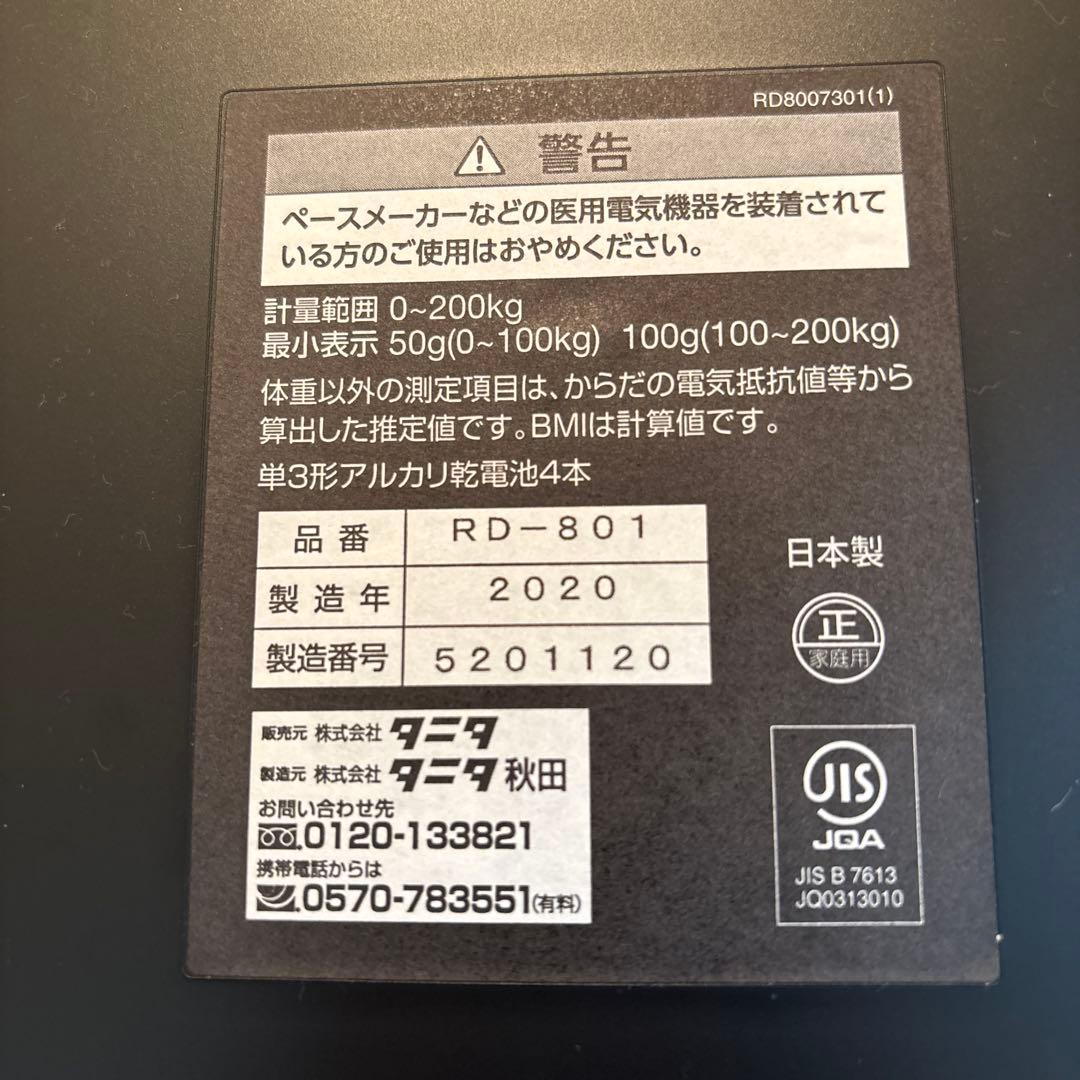 RD8007301(1)
警告
ペースメーカーなどの医用電気機器を装着されて
いる方のご使用はおやめください。
計量範囲 0~200kg
最小表示 50g(0~100kg) 100g(100~200kg)
体重以外の測定項目は、からだの電気抵抗値等から
算出した推定値です。BMIは計算値です。
単3形アルカリ乾電池4本
品番 RD-801
製造年 2020
製造番号 5201120
日本製
正
家庭用
販売元 株式会社 タニタ
製造元 株式会社 タニタ秋田
お問い合わせ先
0120-133821
携帯電話からは
0570-783551(有料)
JIS
JQA
JIS B 7613
JQ0313010